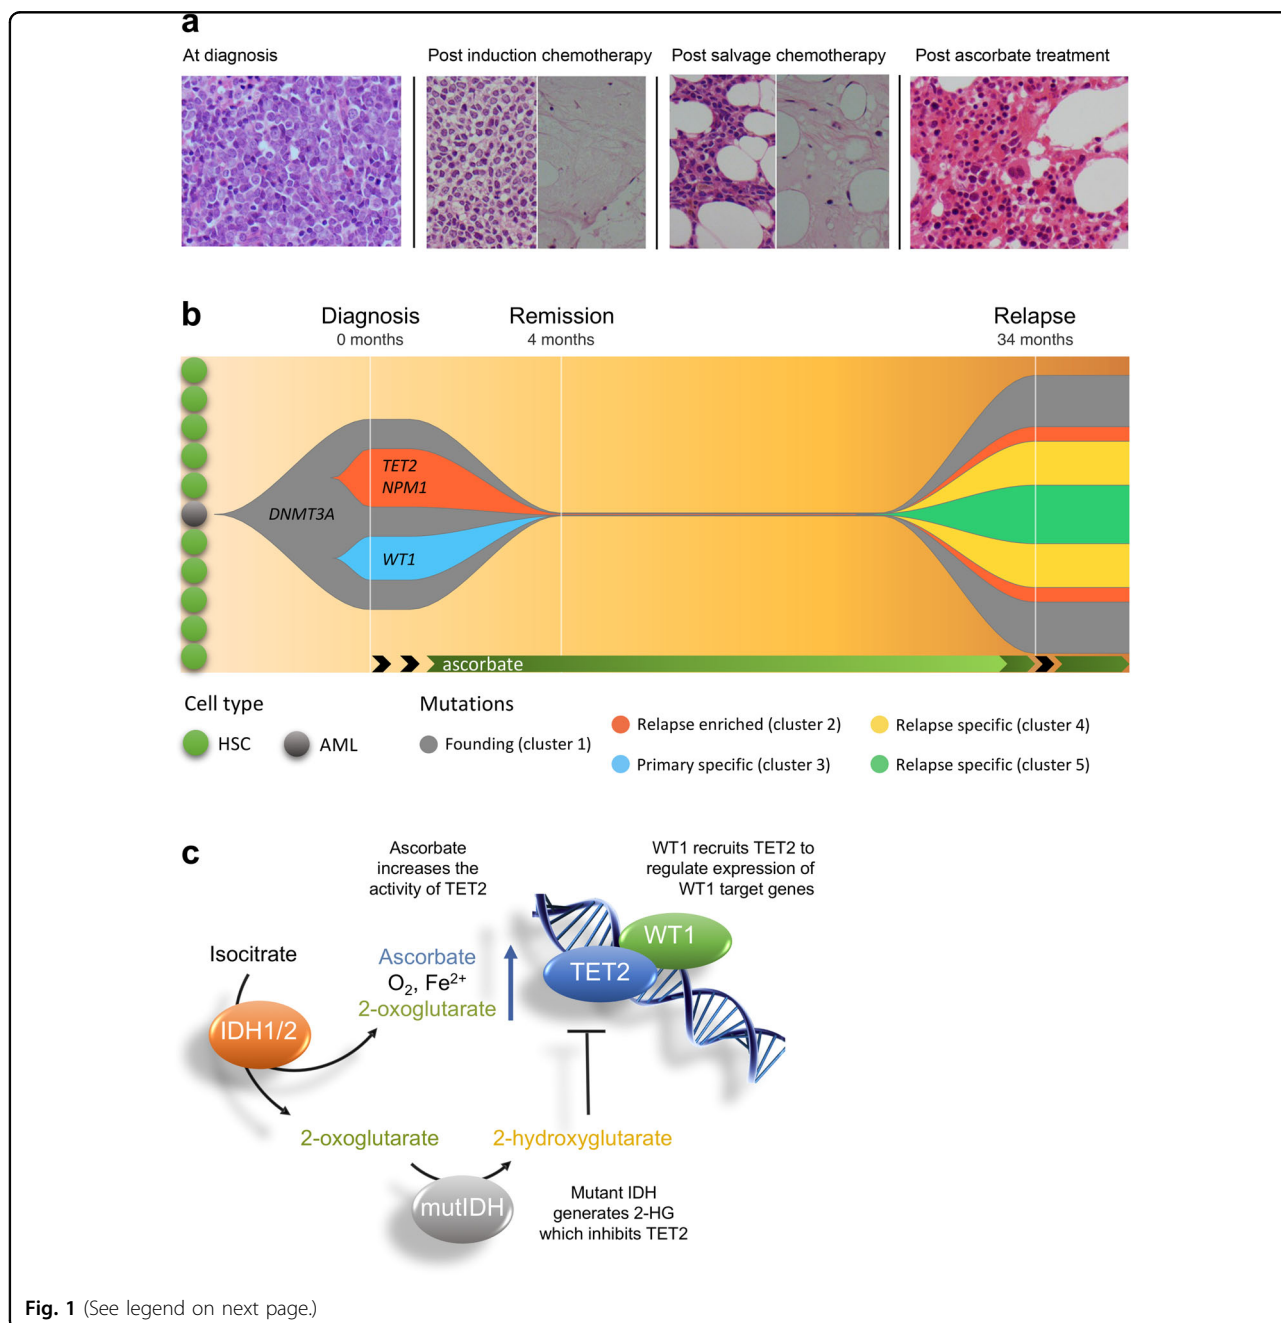 a
At diagnosis
Post induction chemotherapy
Post salvage chemotherapy
Post ascorbate treatment
b
Diagnosis
0 months
Remission
4 months
Relapse
34 months
TET2
NPM1
DNMT3A
WT1
ascorbate
Cell type
HSC
AML
Mutations
Founding (cluster 1)
Relapse enriched (cluster 2)
Primary specific (cluster 3)
Relapse specific (cluster 4)
Relapse specific (cluster 5)
c
Ascorbate
increases the
activity of TET2
WT1 recruits TET2 to
regulate expression of
WT1 target genes
Isocitrate
Ascorbate
O₂, Fe²⁺
2-oxoglutarate
WT1
TET2
IDH1/2
2-oxoglutarate
2-hydroxyglutarate
mutIDH
Mutant IDH
generates 2-HG
which inhibits TET2
Fig. 1 (See legend on next page.)